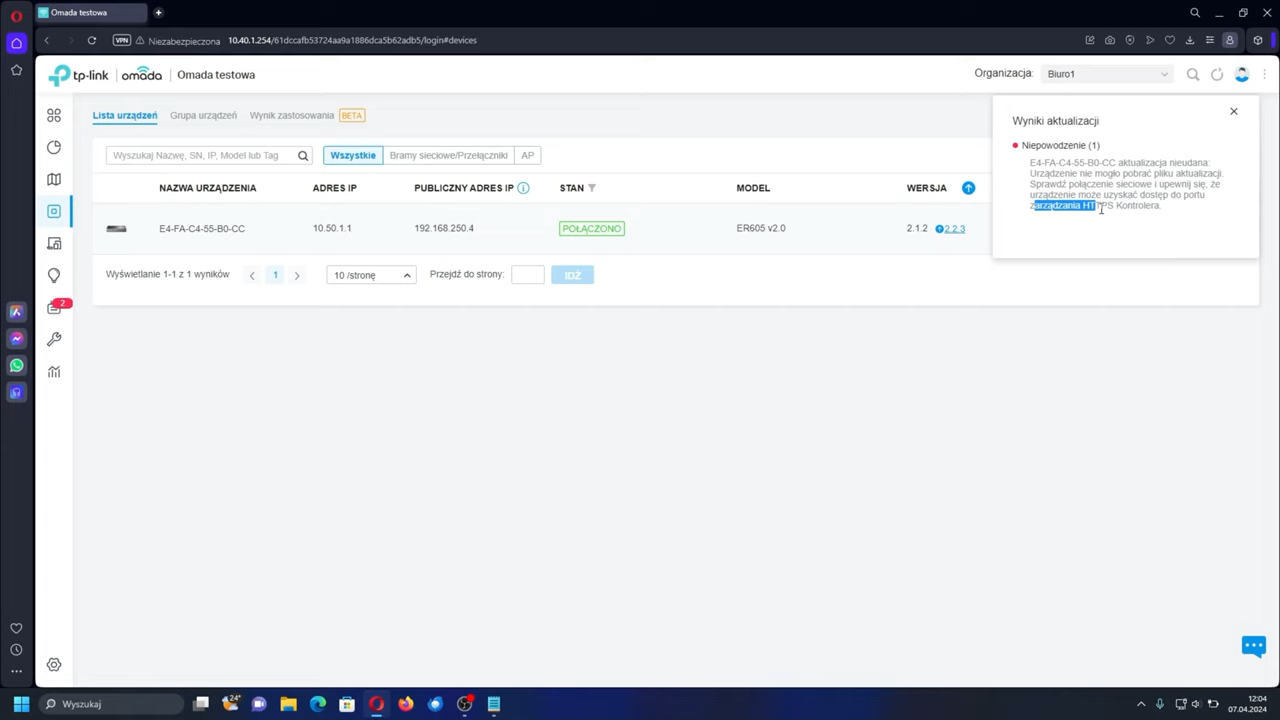 Omada testowa
VPN
Niezabezpieczona
10.40.1.254/61dccafb53724aa9a1886dca5b62adb5/login#devices
tp-link omada Omada testowa
Organizacja: Biuro1
Lista urządzeń Grupa urządzeń Wynik zastosowania BETA
Wyszukaj Nazwę, SN, IP, Model lub Tag
Wszystkie Bramy sieciowe/Przełączniki AP
NAZWA URZĄDZENIA ADRES IP PUBLICZNY ADRES IP STAN MODEL WERSJA
E4-FA-C4-55-B0-CC 10.50.1.1 192.168.250.4 POŁĄCZONO ER605 v2.0 2.1.2 2.2.3
Wyświetlanie 1-1 z 1 wyników 1 10 /stronę Przejdź do strony: IDŹ
Wyniki aktualizacji
Niepowodzenie (1)
E4-FA-C4-55-B0-CC aktualizacja nieudana:
Urządzenie nie mogło pobrać pliku aktualizacji.
Sprawdź połączenie sieciowe i upewnij się, że
urządzenie może uzyskać dostęp do portu
zarządzania HTTPS Kontrolera.
2
Wyszukaj
24°
12:04
07.04.2024